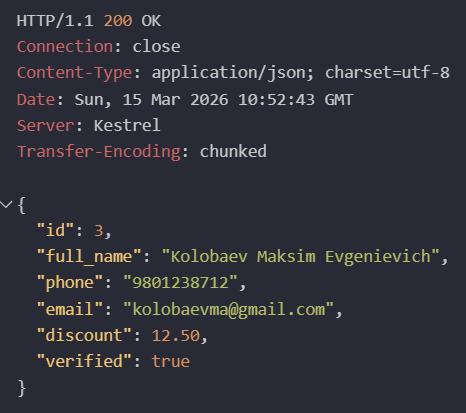 HTTP/1.1 200 OK
Connection: close
Content-Type: application/json; charset=utf-8
Date: Sun, 15 Mar 2026 10:52:43 GMT
Server: Kestrel
Transfer-Encoding: chunked

{
  "id": 3,
  "full_name": "Kolobaev Maksim Evgenievich",
  "phone": "9801238712",
  "email": "kolobaevma@gmail.com",
  "discount": 12.50,
  "verified": true
}